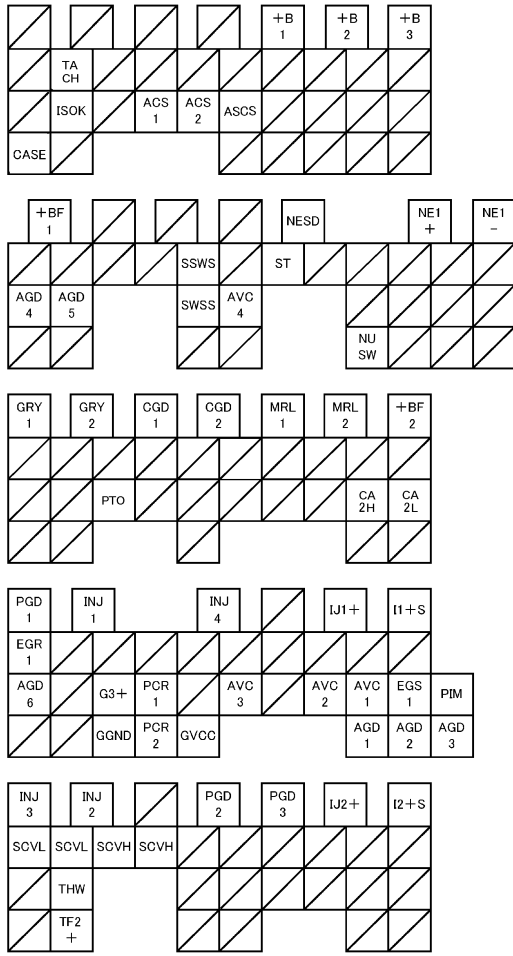 +B 1 +B 2 +B 3
TA CH
ISOK ACS 1 ACS 2 ASCS
CASE
+BF 1 NESD NE1 + NE1 -
SSWS ST
AGD 4 AGD 5 SWSS AVC 4
NU SW
GRY 1 GRY 2 CGD 1 CGD 2 MRL 1 MRL 2 +BF 2
PTO CA 2H CA 2L
PGD 1 INJ 1 INJ 4 IJ1+ I1+S
EGR 1
AGD 6 G3+ PCR 1 AVC 3 AVC 2 AVC 1 EGS 1 PIM
GGND PCR 2 GVCC AGD 1 AGD 2 AGD 3
INJ 3 INJ 2 PGD 2 PGD 3 IJ2+ I2+S
SCVL SCVL SCVH SCVH
THW
TF2 +